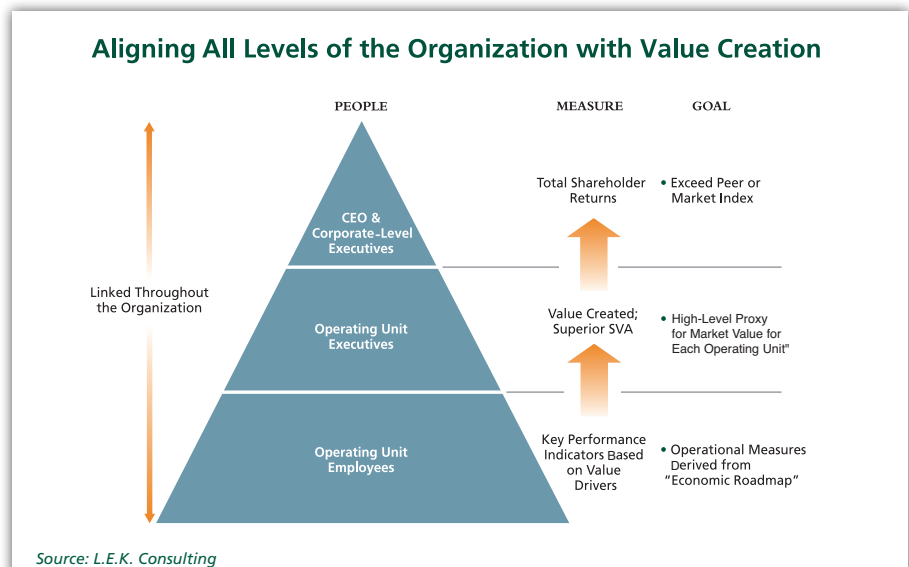 Aligning All Levels of the Organization with Value Creation
PEOPLE
MEASURE
GOAL
CEO &
Corporate-Level
Executives
Total Shareholder
Returns
• Exceed Peer or
Market Index
Linked Throughout
the Organization
Operating Unit
Executives
Value Created;
Superior SVA
• High-Level Proxy
for Market Value for
Each Operating Unit"
Operating Unit
Employees
Key Performance
Indicators Based
on Value
Drivers
• Operational Measures
Derived from
“Economic Roadmap”
Source: L.E.K. Consulting